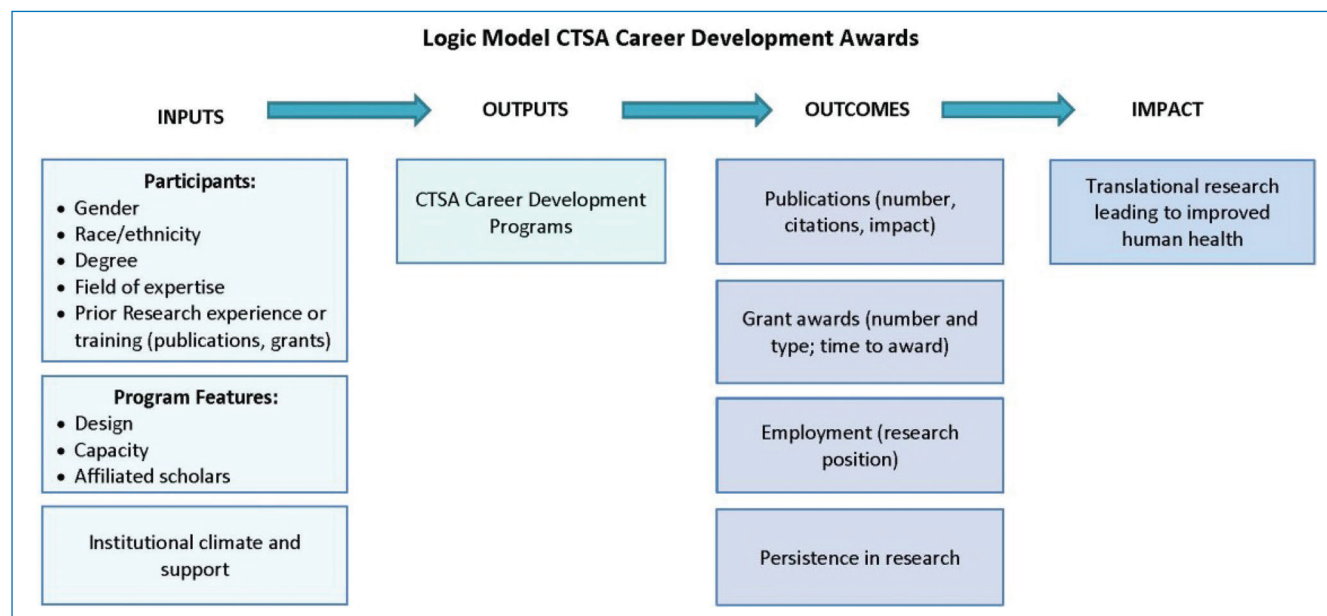 Logic Model CTSA Career Development Awards
INPUTS
OUTPUTS
OUTCOMES
IMPACT
Participants:
• Gender
• Race/ethnicity
• Degree
• Field of expertise
• Prior Research experience or
training (publications, grants)
Program Features:
• Design
• Capacity
• Affiliated scholars
Institutional climate and
support
CTSA Career Development
Programs
Publications (number,
citations, impact)
Grant awards (number and
type; time to award)
Employment (research
position)
Persistence in research
Translational research
leading to improved
human health